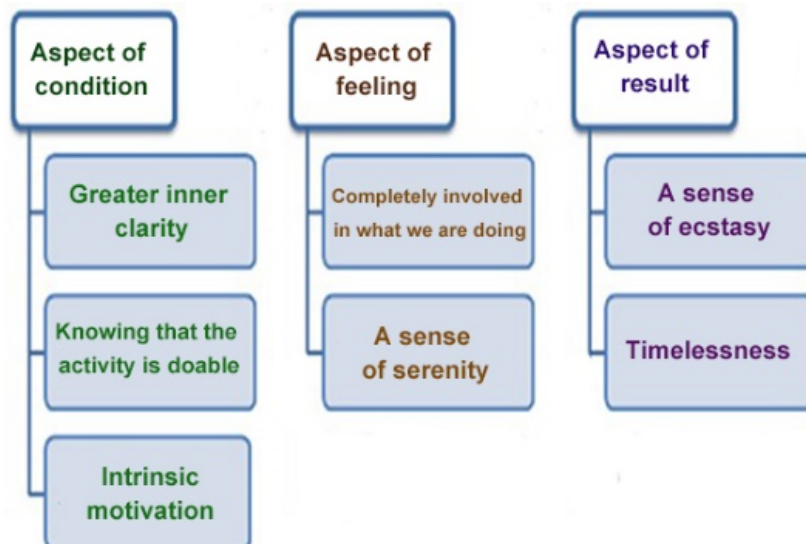 Aspect of
condition
Greater inner
clarity
Knowing that the
activity is doable
Intrinsic
motivation
Aspect of
feeling
Completely involved
in what we are doing
A sense
of serenity
Aspect of
result
A sense
of ecstasy
Timelessness